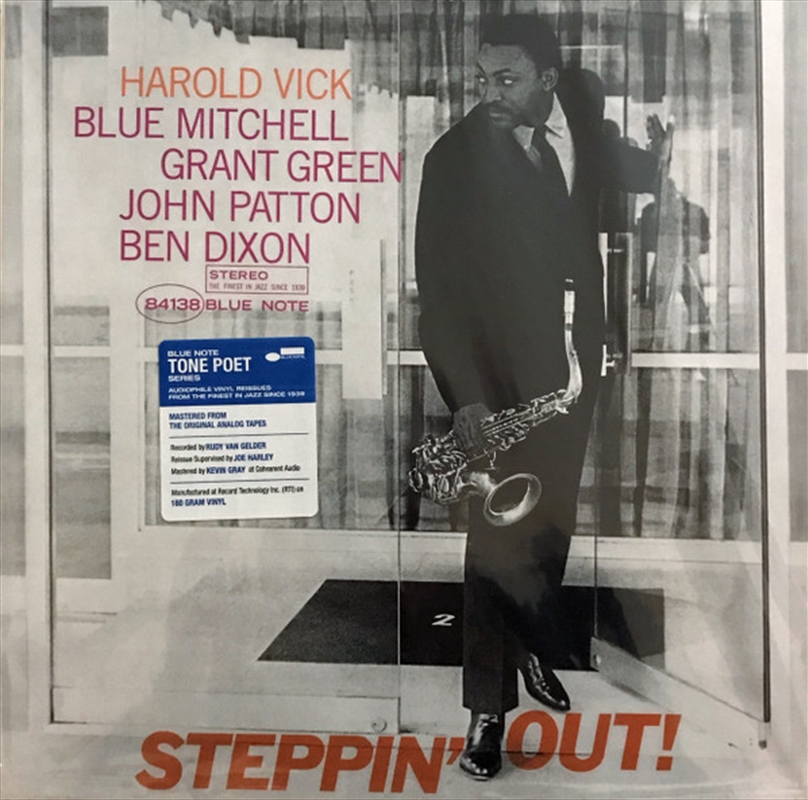 HAROLD VICK
BLUE MITCHELL
GRANT GREEN
JOHN PATTON
BEN DIXON
STEREO
THE FINEST IN JAZZ SINCE 1939
84138 BLUE NOTE
BLUE NOTE
TONE POET
SERIES
AUDIOPHILE VINYL REISSUES
FROM THE FINEST IN JAZZ SINCE 1939
MASTERED FROM
THE ORIGINAL ANALOG TAPES
Recorded by RUDY VAN GELDER
Reissue Supervised by JOE HARLEY
Mastered by KEVIN GRAY at Coherent Audio
Manufactured at Record Technology Inc. (RTI) on
180 GRAM VINYL
2
STEPPIN' OUT!